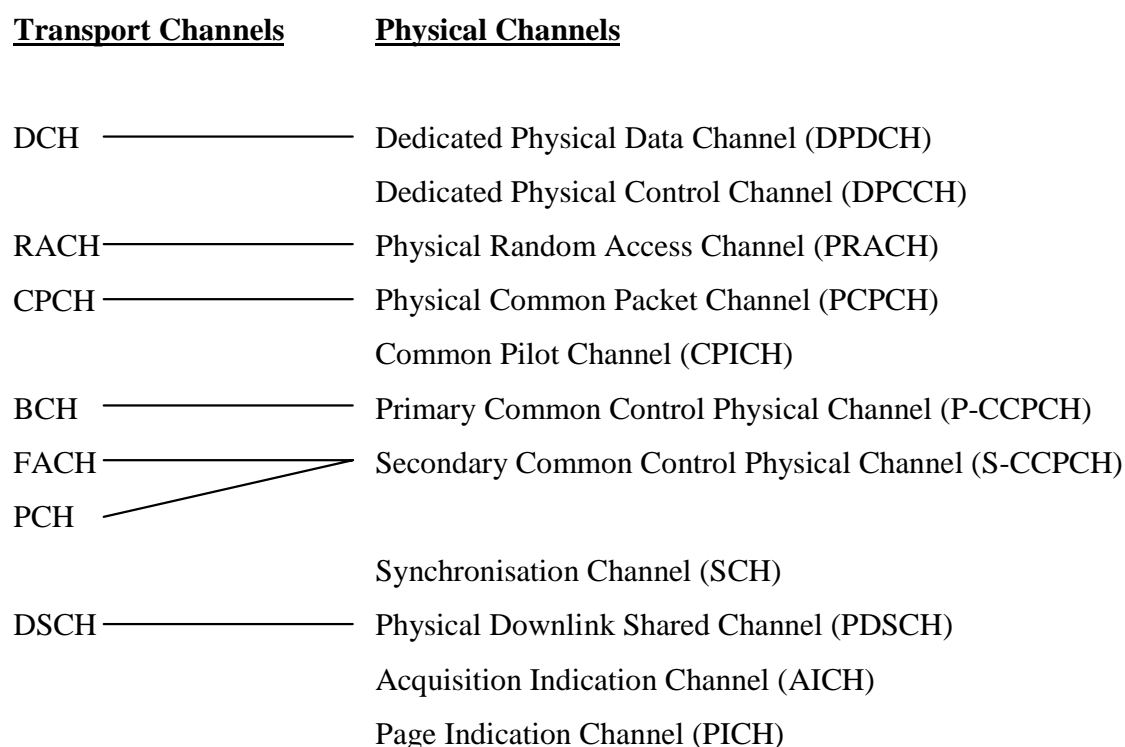 Transport Channels Physical Channels
DCH Dedicated Physical Data Channel (DPDCH)
Dedicated Physical Control Channel (DPCCH)
RACH Physical Random Access Channel (PRACH)
CPCH Physical Common Packet Channel (PCPCH)
Common Pilot Channel (CPICH)
BCH Primary Common Control Physical Channel (P-CCPCH)
FACH Secondary Common Control Physical Channel (S-CCPCH)
PCH
Synchronisation Channel (SCH)
DSCH Physical Downlink Shared Channel (PDSCH)
Acquisition Indication Channel (AICH)
Page Indication Channel (PICH)